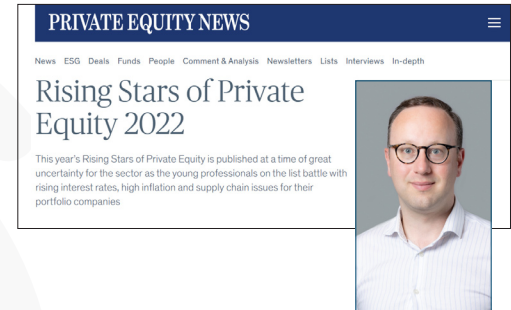 PRIVATE EQUITY NEWS
News ESG Deals Funds People Comment & Analysis Newsletters Lists Interviews In-depth
Rising Stars of Private
Equity 2022
This year's Rising Stars of Private Equity is published at a time of great
uncertainty for the sector as the young professionals on the list battle with
rising interest rates, high inflation and supply chain issues for their
portfolio companies